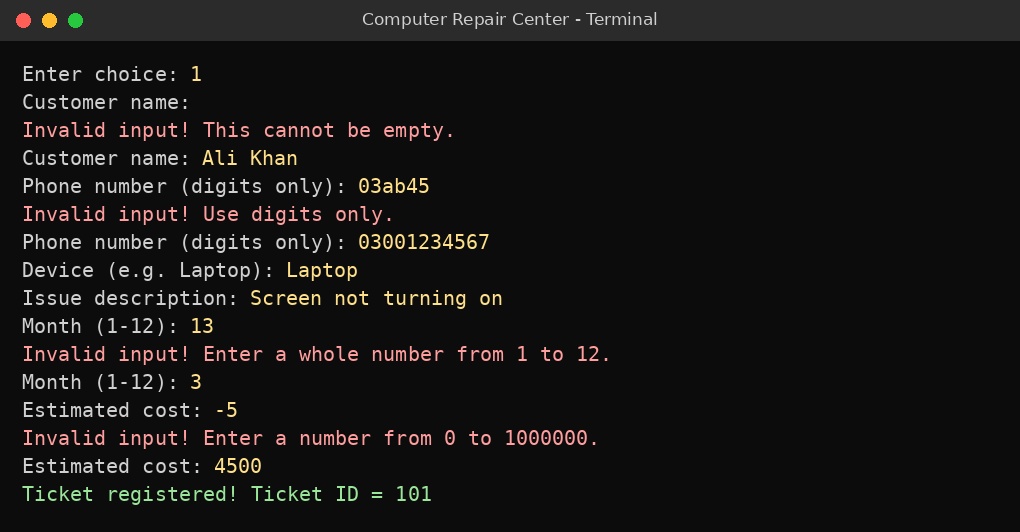 Computer Repair Center - Terminal
Enter choice: 1
Customer name:
Invalid input! This cannot be empty.
Customer name: Ali Khan
Phone number (digits only): 03ab45
Invalid input! Use digits only.
Phone number (digits only): 03001234567
Device (e.g. Laptop): Laptop
Issue description: Screen not turning on
Month (1-12): 13
Invalid input! Enter a whole number from 1 to 12.
Month (1-12): 3
Estimated cost: -5
Invalid input! Enter a number from 0 to 1000000.
Estimated cost: 4500
Ticket registered! Ticket ID = 101